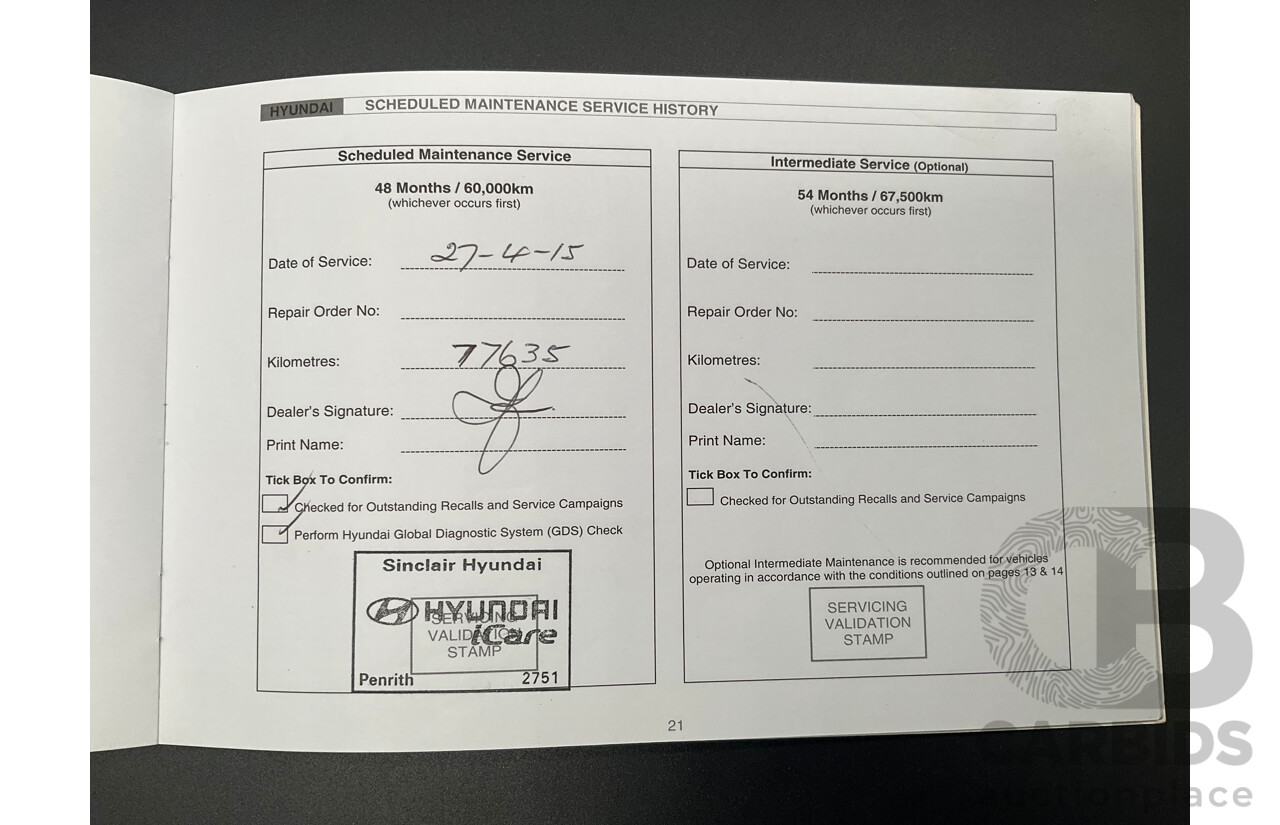 HYUNDAI SCHEDULED MAINTENANCE SERVICE HISTORY
Scheduled Maintenance Service
48 Months / 60,000km
(whichever occurs first)
Date of Service: 27-4-15
Repair Order No:
Kilometres: 77635
Dealer's Signature:
Print Name:
Tick Box To Confirm:
Checked for Outstanding Recalls and Service Campaigns
Perform Hyundai Global Diagnostic System (GDS) Check
Sinclair Hyundai
HYUNDAI
iCare
SERVICING
VALIDATION
STAMP
Penrith 2751
Intermediate Service (Optional)
54 Months / 67,500km
(whichever occurs first)
Date of Service:
Repair Order No:
Kilometres:
Dealer's Signature:
Print Name:
Tick Box To Confirm:
Checked for Outstanding Recalls and Service Campaigns
Optional Intermediate Maintenance is recommended for vehicles
operating in accordance with the conditions outlined on pages 13 & 14
SERVICING
VALIDATION
STAMP
21
CARBIDS
auctionplace